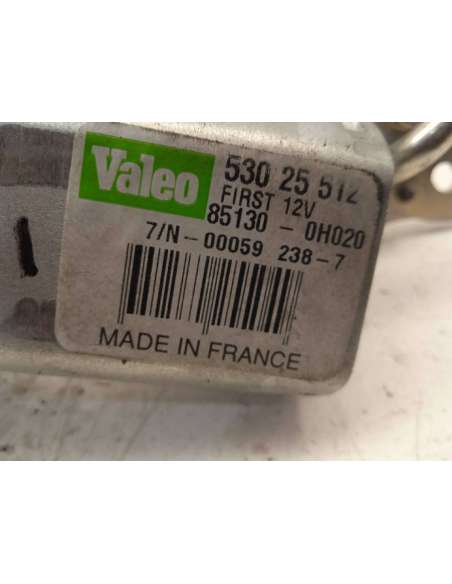 Valeo
530 25 512
FIRST 12V
85130 - 0H020
7/N - 00059 238 - 7
MADE IN FRANCE